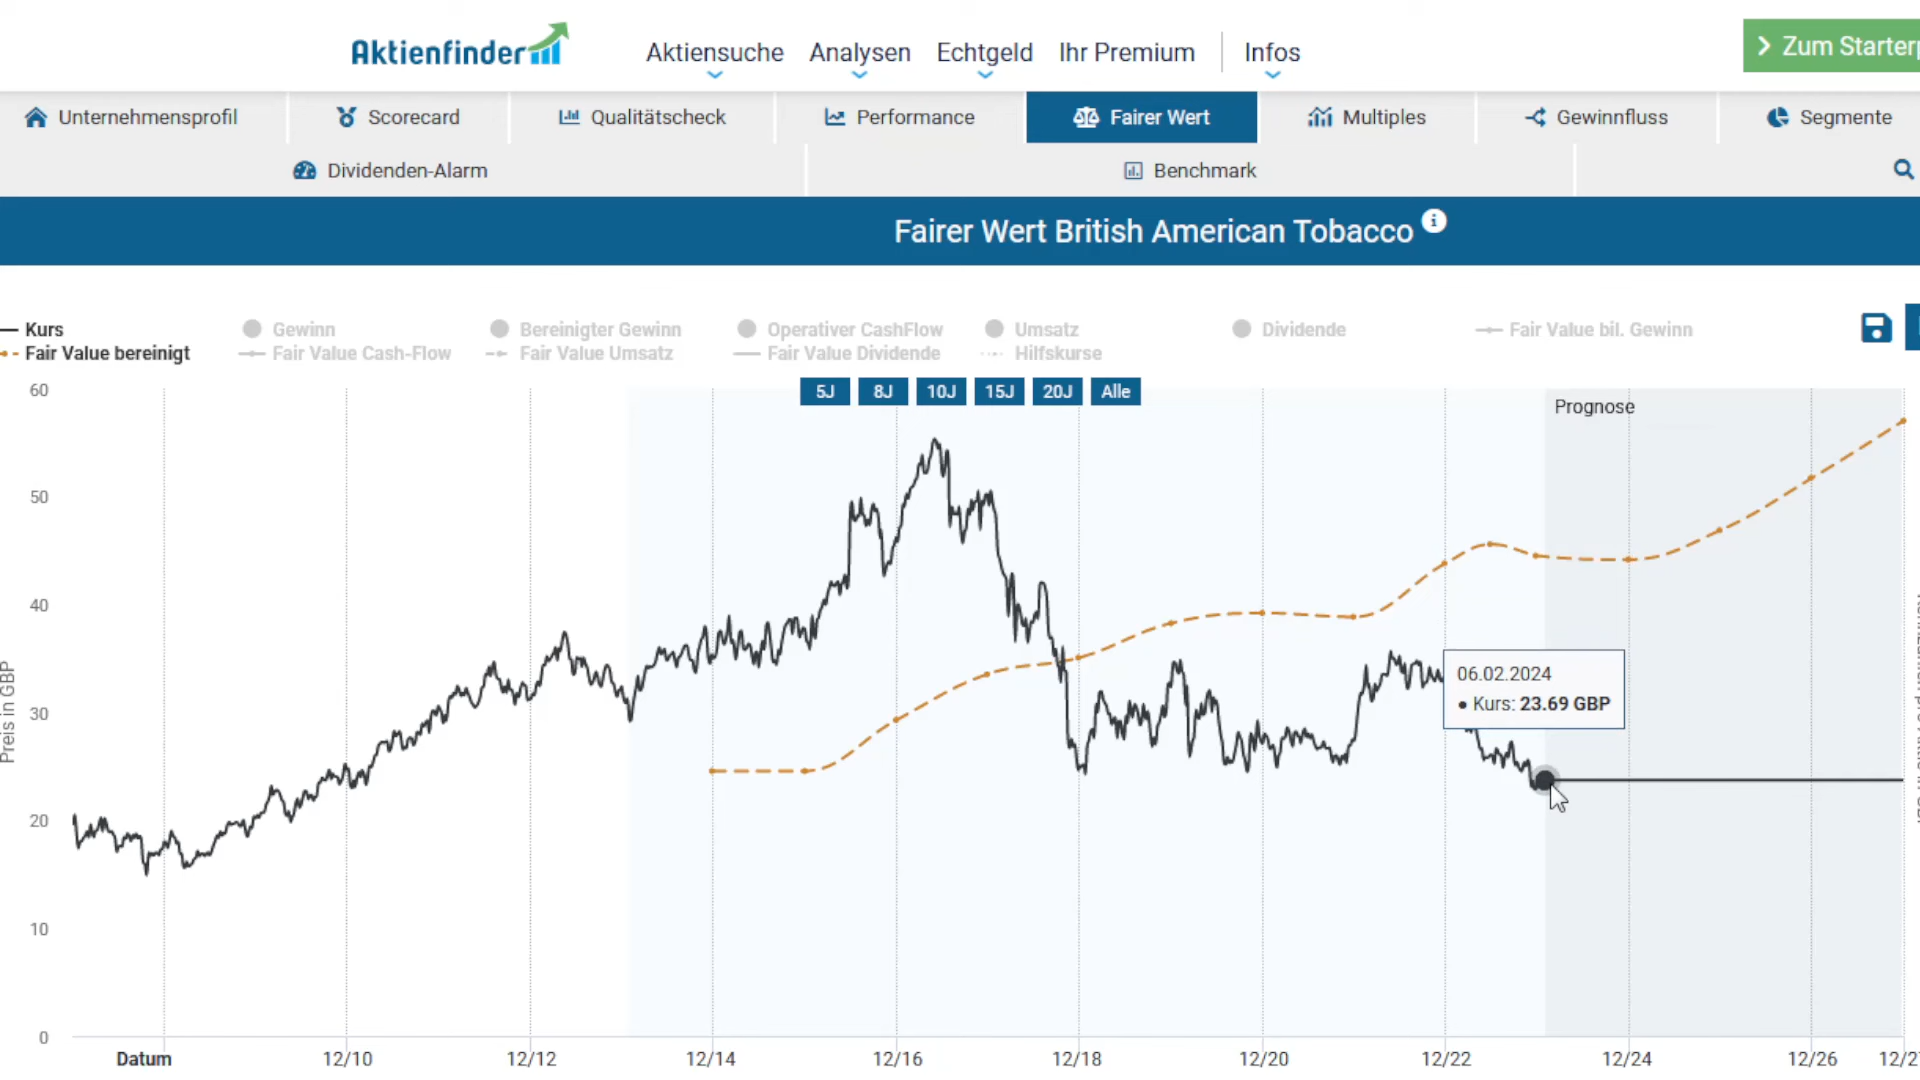 Aktienfinder
Aktiensuche Analysen Echtgeld Ihr Premium Infos
Zum Starter
Unternehmensprofil Scorecard Qualitätscheck Performance Fairer Wert Multiples Gewinnfluss Segmente
Dividenden-Alarm Benchmark
Fairer Wert British American Tobacco
Kurs Gewinn Bereinigter Gewinn Operativer CashFlow Umsatz Dividende Fair Value bil. Gewinn
Fair Value bereinigt Fair Value Cash-Flow Fair Value Umsatz Fair Value Dividende Hilfskurse
5J 8J 10J 15J 20J Alle
Prognose
60
50
40
30
20
10
0
Preis in GBP
06.02.2024
Kurs: 23.69 GBP
Datum 12/10 12/12 12/14 12/16 12/18 12/20 12/22 12/24 12/26